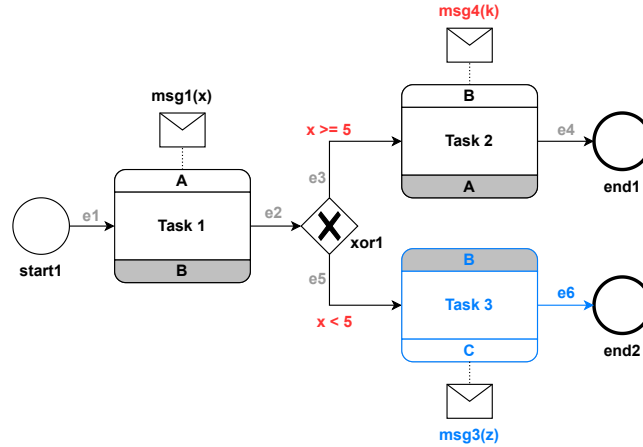 msg4(k)
msg1(x)
B
x >= 5
Task 2
e4
A
e3
A
end1
e1
Task 1
e2
start1
B
xor1
e5
B
x < 5
Task 3
e6
C
end2
msg3(z)